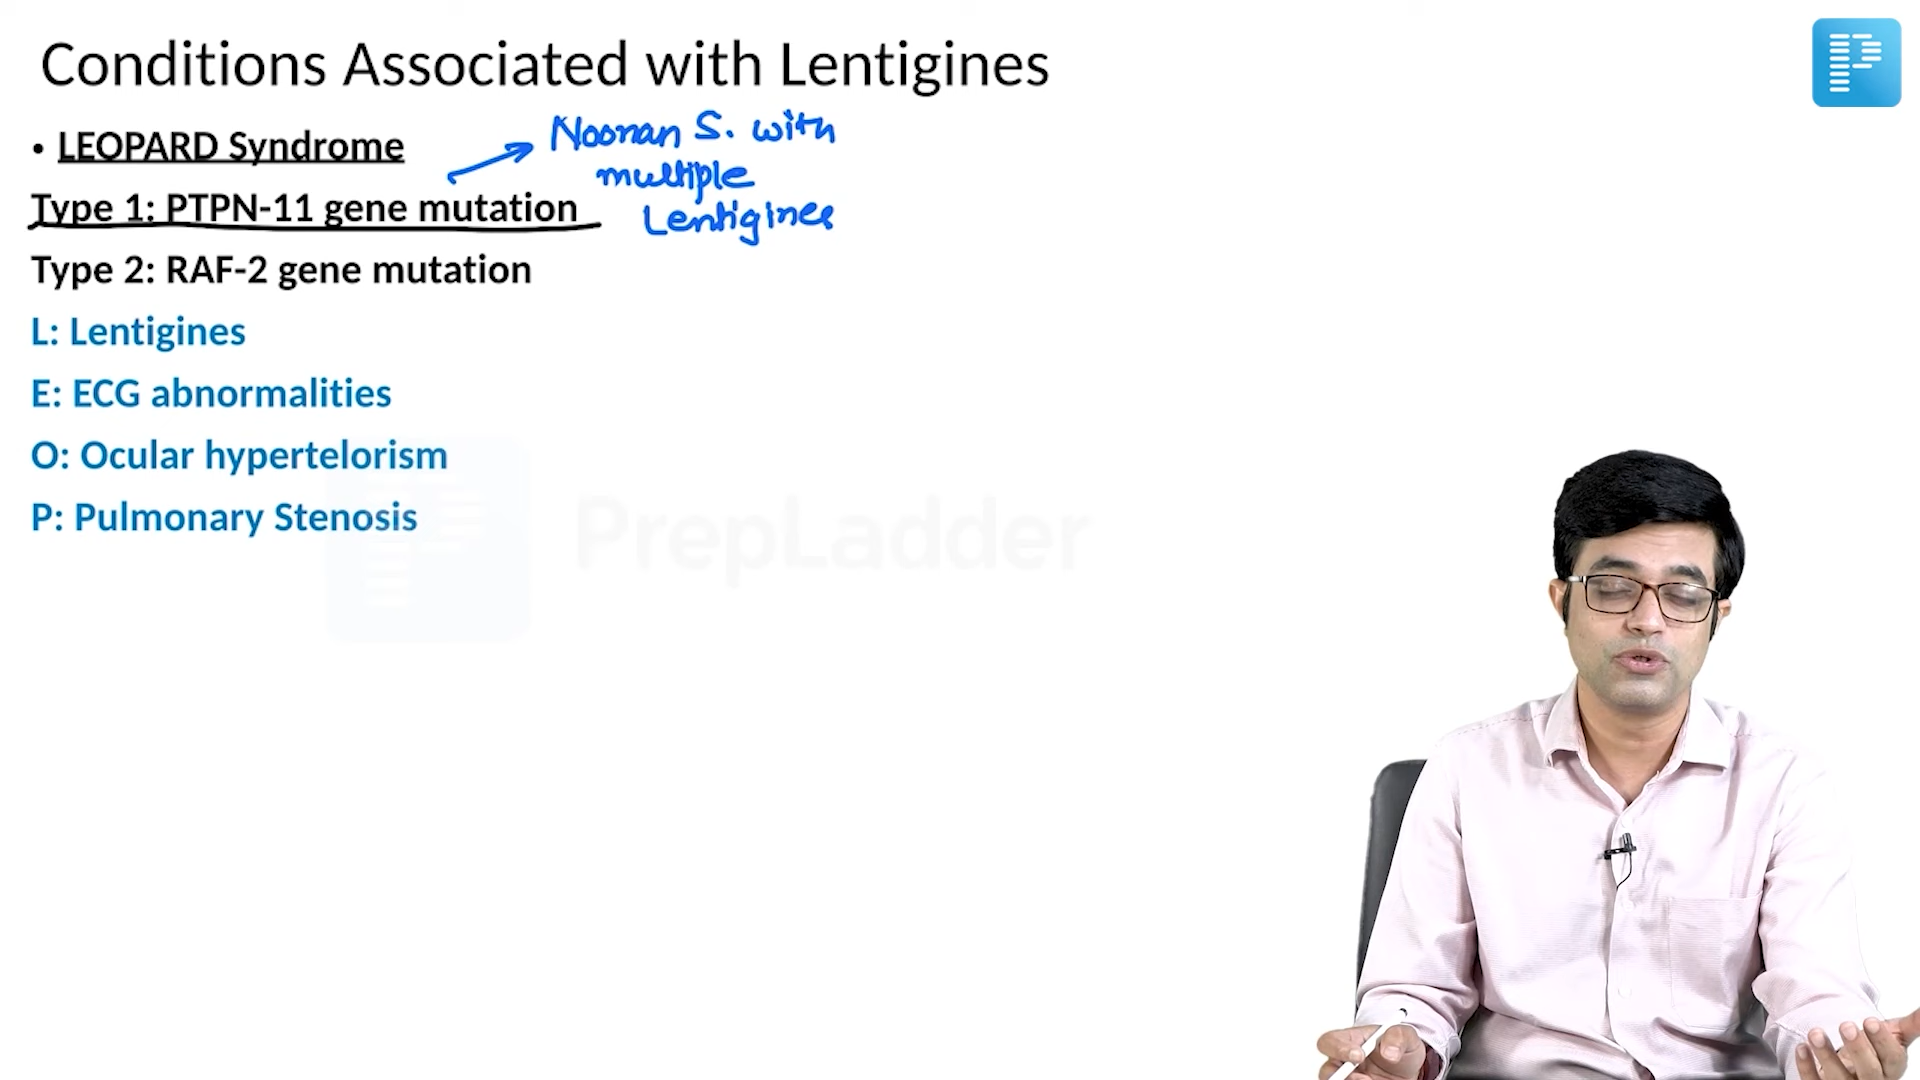 Conditions Associated with Lentigines
• LEOPARD Syndrome
Noonan S. with
multiple
Lentigines
Type 1: PTPN-11 gene mutation
Type 2: RAF-2 gene mutation
L: Lentigines
E: ECG abnormalities
O: Ocular hypertelorism
P: Pulmonary Stenosis
PrepLadder